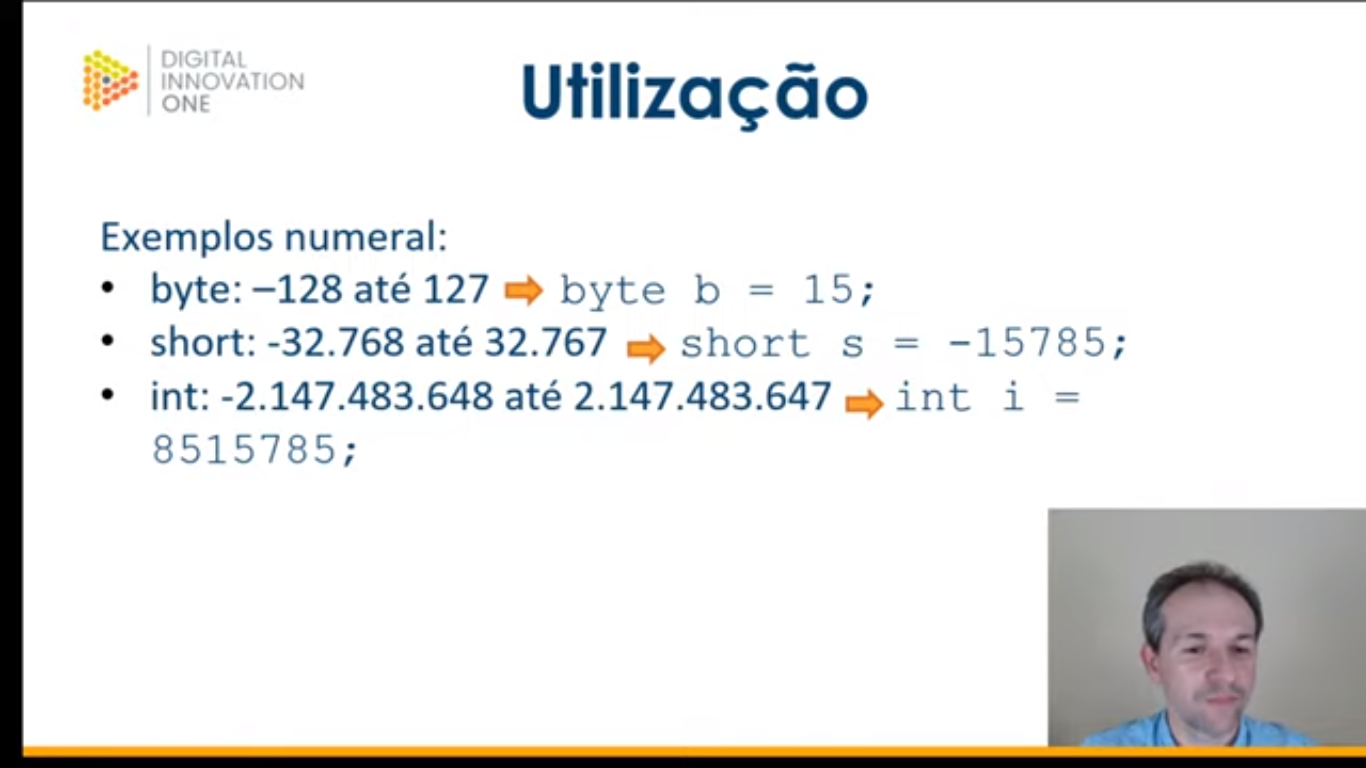 DIGITAL
INNOVATION
ONE
Utilização
Exemplos numeral:
• byte: –128 até 127 ➡ byte b = 15;
• short: -32.768 até 32.767 ➡ short s = -15785;
• int: -2.147.483.648 até 2.147.483.647 ➡ int i =
8515785;